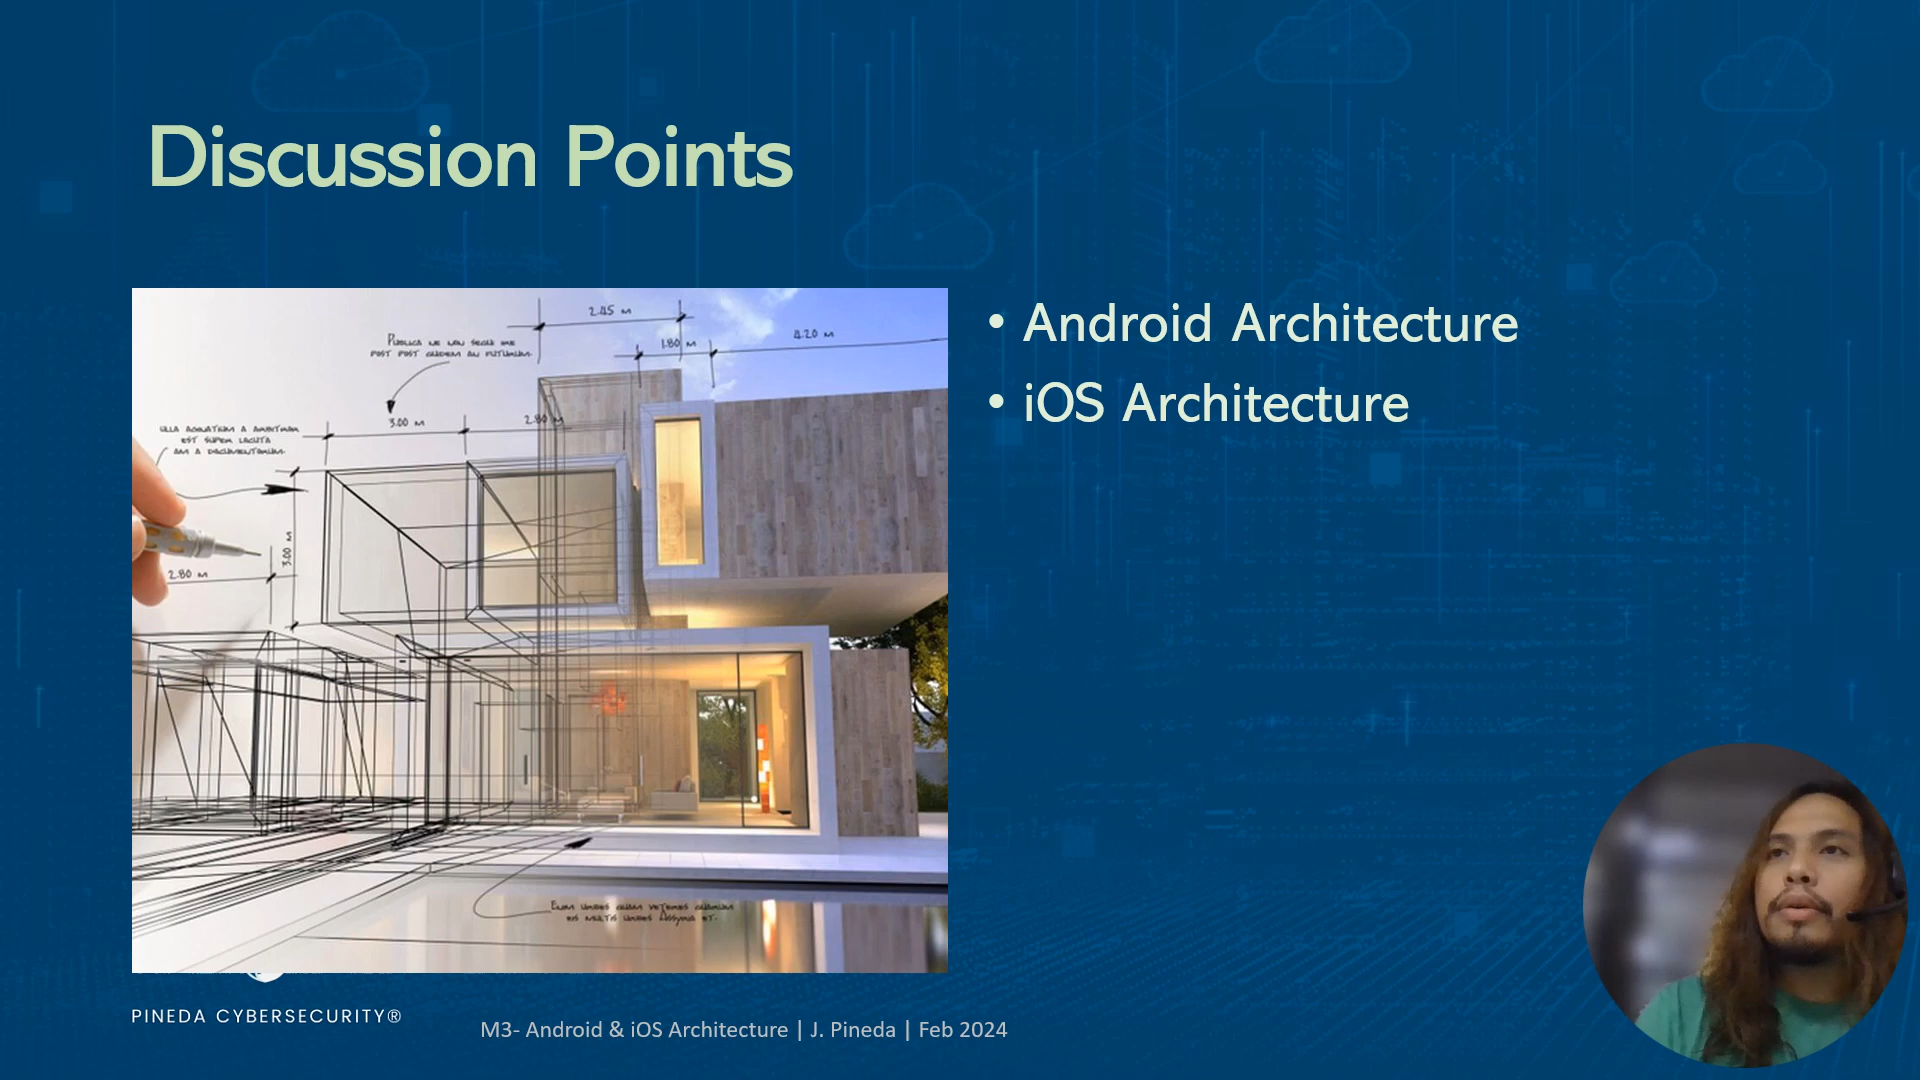 Discussion Points
2.45 M
1.80 M
4.20 M
3.00 M
2.80 M
3.00 M
2.80 M
• Android Architecture
• iOS Architecture
PINEDA CYBERSECURITY®
M3- Android & iOS Architecture | J. Pineda | Feb 2024